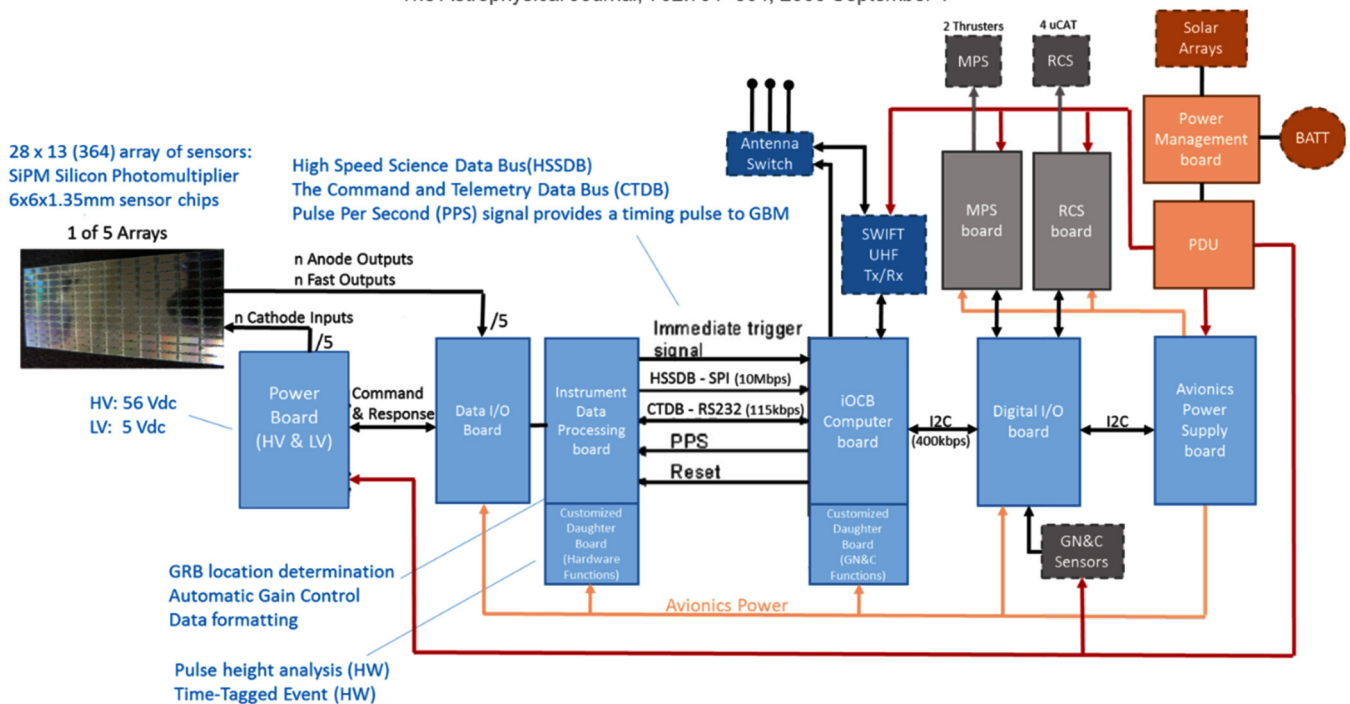 2 Thrusters
4 uCAT
MPS
RCS
Solar
Arrays
Power
Management
board
BATT
Antenna
Switch
28 x 13 (364) array of sensors:
SiPM Silicon Photomultiplier
6x6x1.35mm sensor chips
1 of 5 Arrays
High Speed Science Data Bus(HSSDB)
The Command and Telemetry Data Bus (CTDB)
Pulse Per Second (PPS) signal provides a timing pulse to GBM
MPS
board
RCS
board
PDU
SWIFT
UHF
Tx/Rx
n Anode Outputs
n Fast Outputs
n Cathode Inputs
/5
/5
Power
Board
(HV & LV)
HV: 56 Vdc
LV: 5 Vdc
Command
& Response
Data I/O
Board
Instrument
Data
Processing
board
Customized
Daughter
Board
(Hardware
Functions)
Immediate trigger
signal
HSSDB - SPI (10Mbps)
CTDB - RS232 (115kbps)
PPS
Reset
iOCB
Computer
board
Customized
Daughter
Board
(GN&C
Functions)
I2C
(400kbps)
Digital I/O
board
I2C
Avionics
Power
Supply
board
GN&C
Sensors
Avionics Power
GRB location determination
Automatic Gain Control
Data formatting
Pulse height analysis (HW)
Time-Tagged Event (HW)